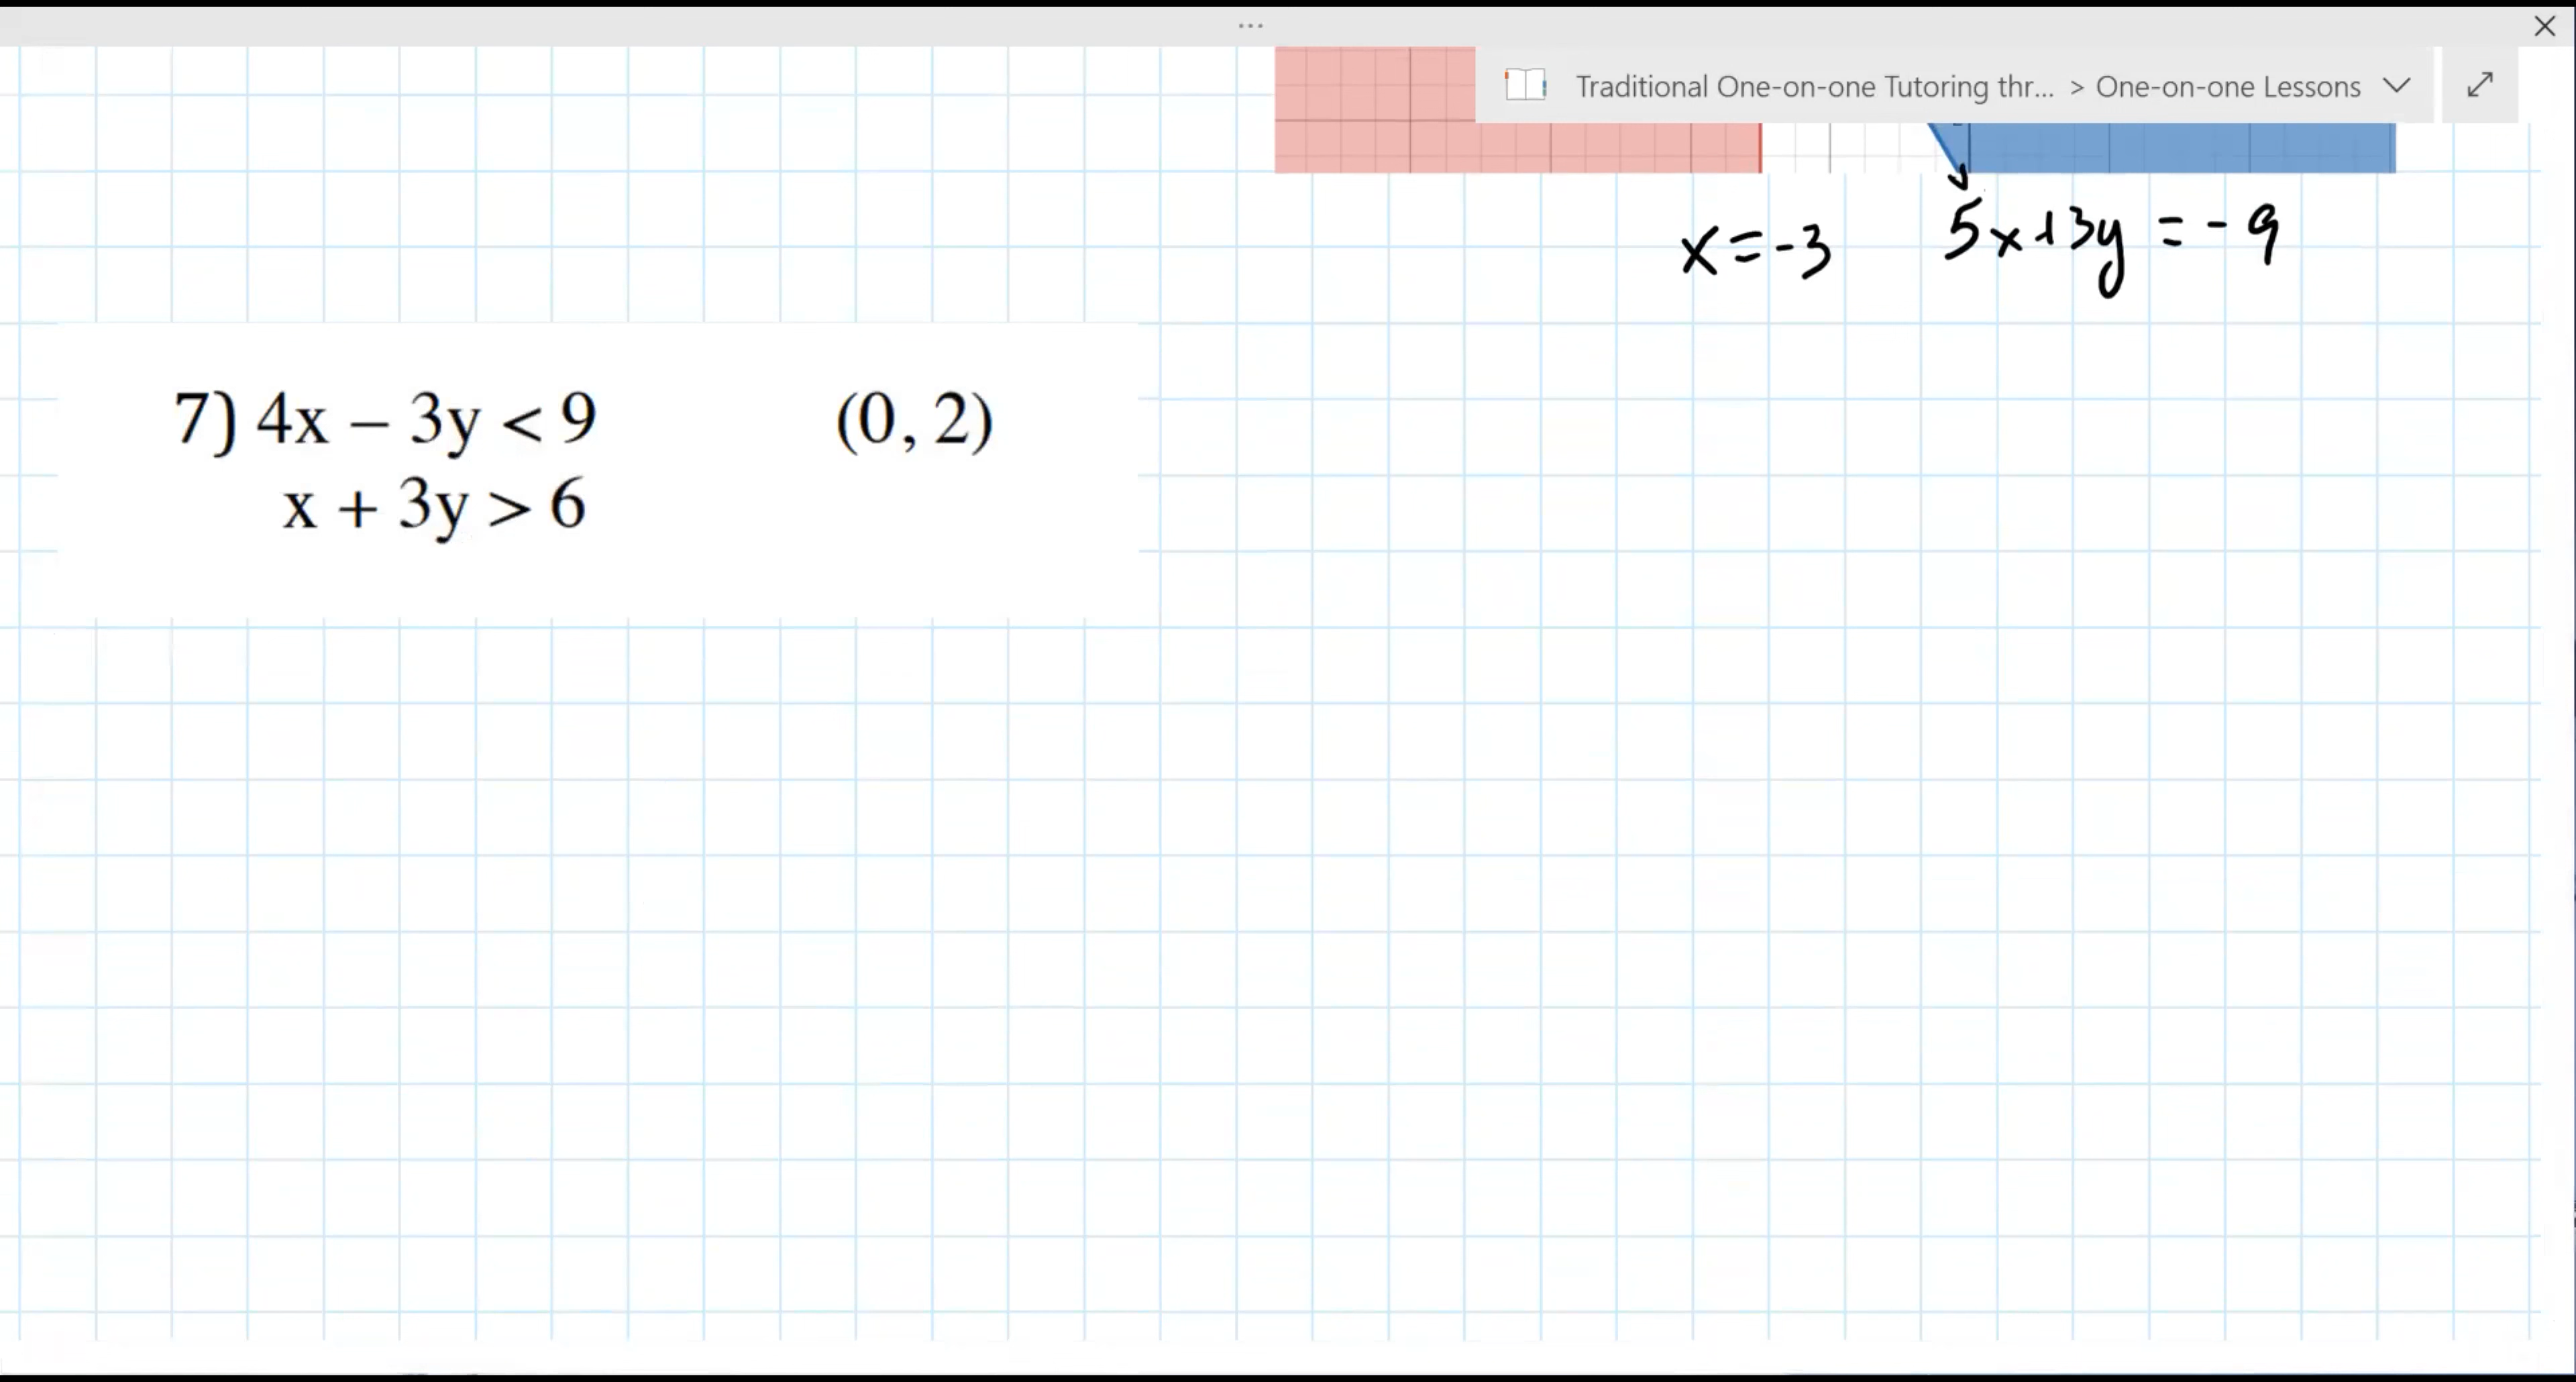 Traditional One-on-one Tutoring thr... > One-on-one Lessons
x = -3 5x+3y = -9
7) 4x – 3y < 9 (0, 2)
x + 3y > 6